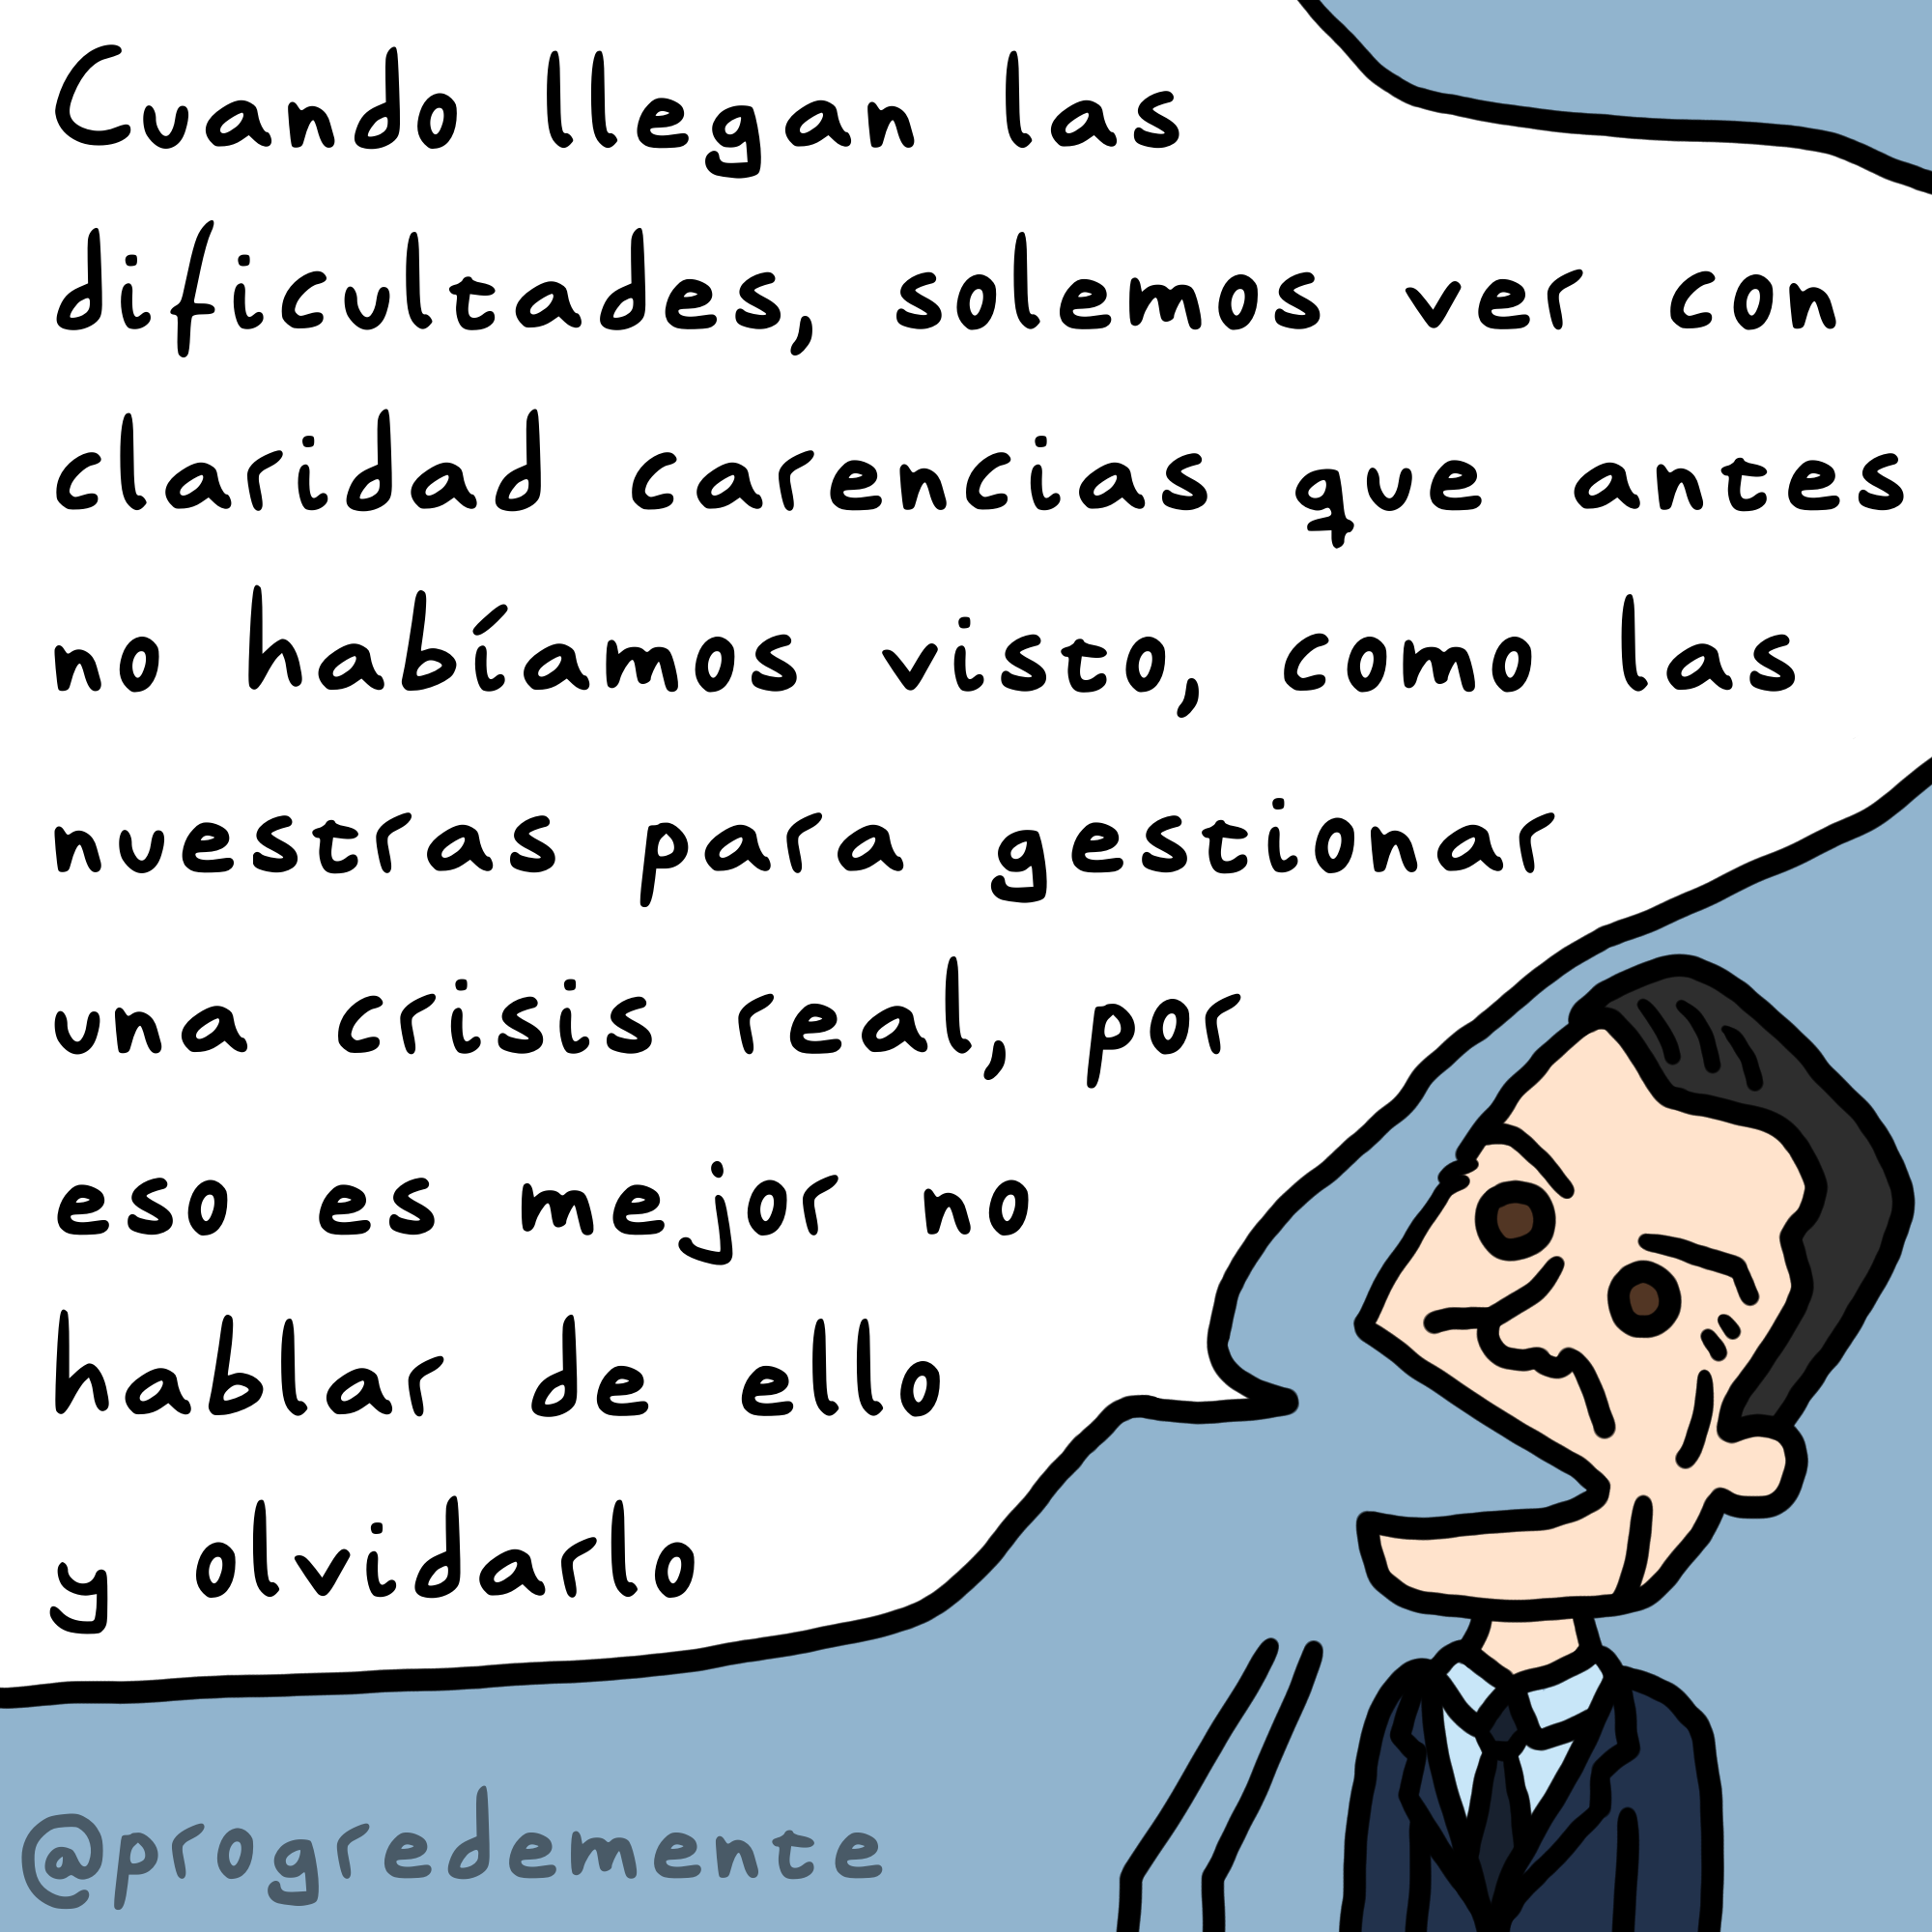 Cuando llegan las
dificultades, solemos ver con
claridad carencias que antes
no habíamos visto, como las
nuestras para gestionar
una crisis real, por
eso es mejor no
hablar de ello
y olvidarlo
@progredemente